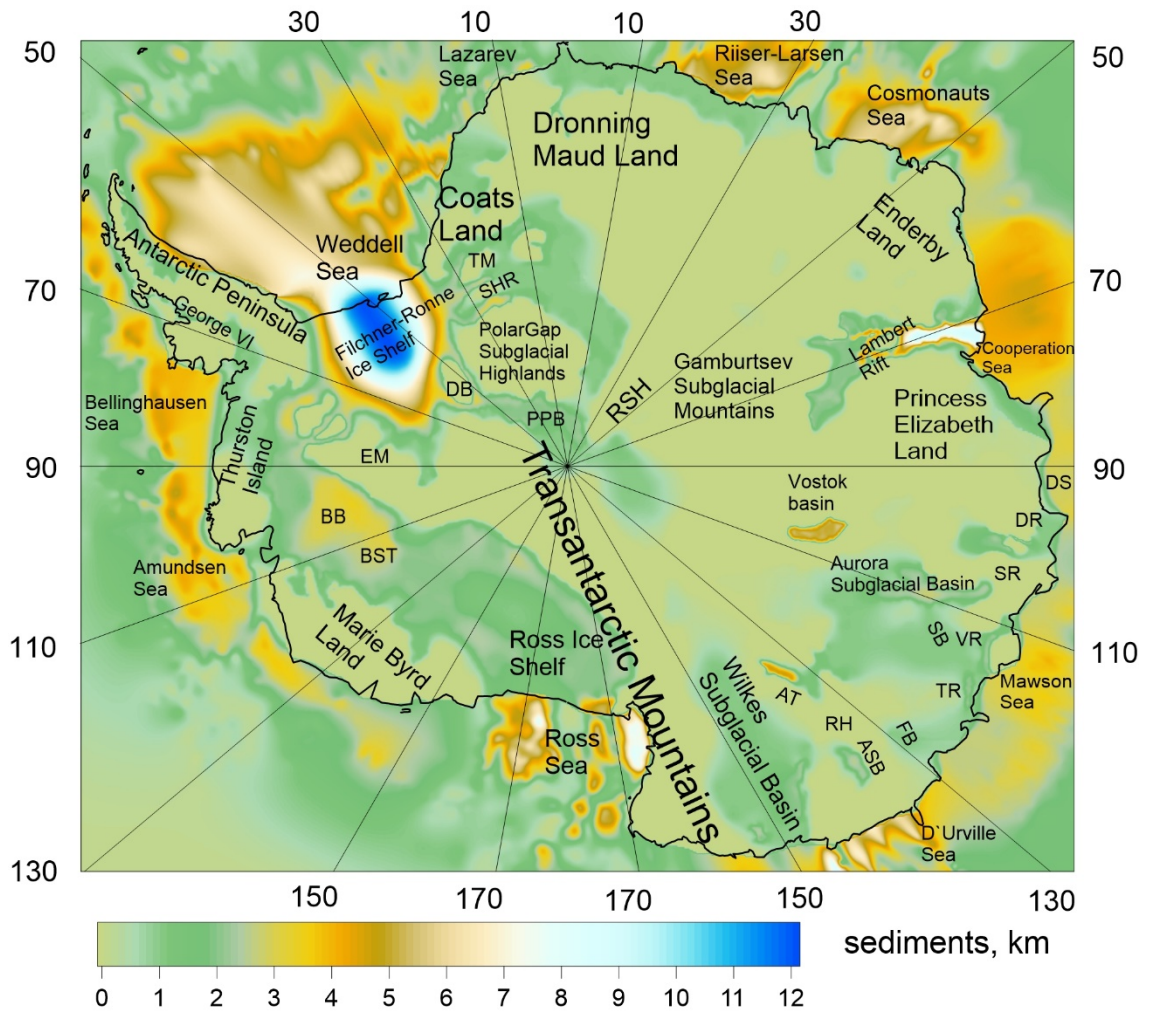 30 10 10 30
50 50
Lazarev
Sea
Riiser-Larsen
Sea
Cosmonauts
Sea
Dronning
Maud Land
Coats
Land
Enderby
Land
Weddell
Sea
Antarctic Peninsula
TM
SHR
70 70
George VI
Filchner-Ronne
Ice Shelf
PolarGap
Subglacial
Highlands
Lambert
Rift
Cooperation
Sea
Gamburtsev
Subglacial
Mountains
RSH
DB
PPB
Princess
Elizabeth
Land
Bellinghausen
Sea
Thurston
Island
EM
90 90
Transantarctic Mountains
Vostok
basin
DS
DR
BB
BST
Amundsen
Sea
Aurora
Subglacial Basin
SR
SB
VR
Marie Byrd
Land
Ross Ice
Shelf
110 110
Wilkes
Subglacial Basin
AT
TR
Mawson
Sea
RH
ASB
FB
Ross
Sea
D`Urville
Sea
130 130
150 170 170 150
sediments, km
0 1 2 3 4 5 6 7 8 9 10 11 12